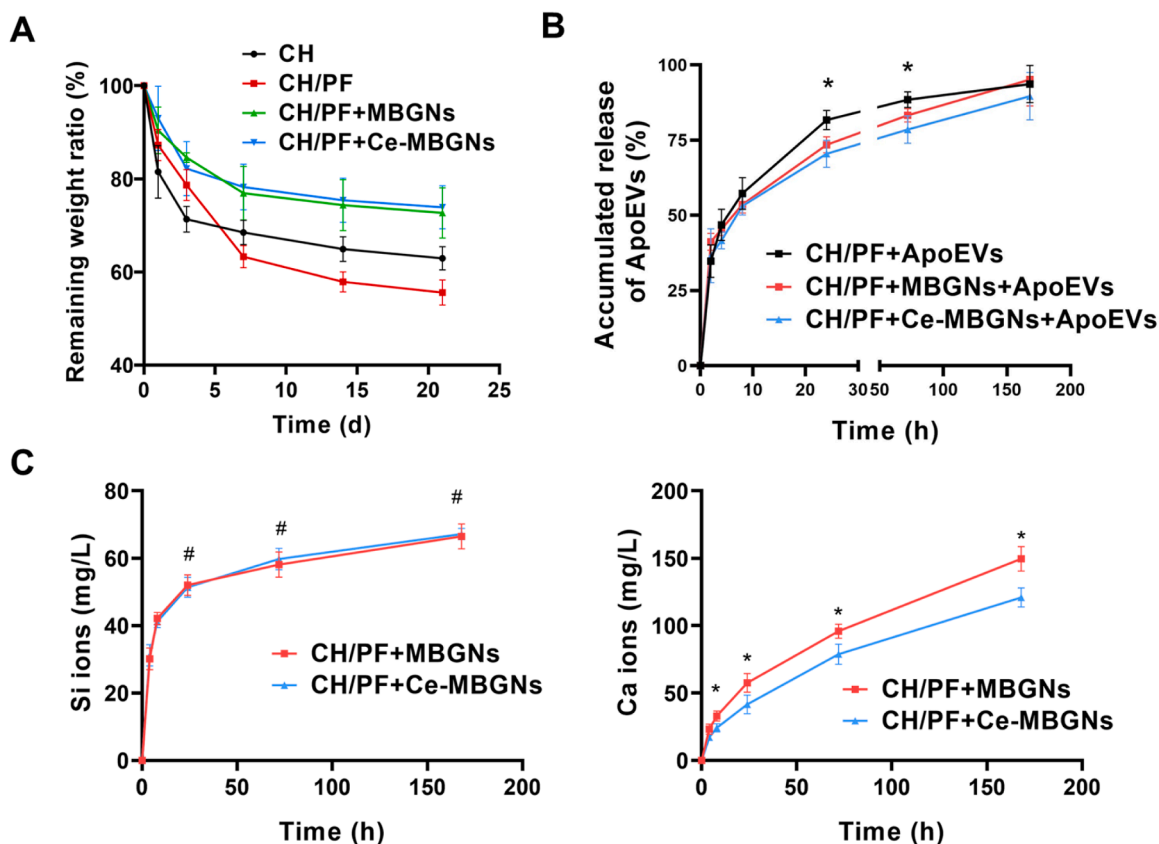 A
CH
CH/PF
CH/PF+MBGNs
CH/PF+Ce-MBGNs
Remaining weight ratio (%)
100
80
60
40
0
5
10
15
20
25
Time (d)
B
Accumulated release
of ApoEVs (%)
100
75
50
25
0
*
*
CH/PF+ApoEVs
CH/PF+MBGNs+ApoEVs
CH/PF+Ce-MBGNs+ApoEVs
0
10
20
30
50
100
150
200
Time (h)
C
Si ions (mg/L)
80
60
40
20
0
#
#
#
CH/PF+MBGNs
CH/PF+Ce-MBGNs
0
50
100
150
200
Time (h)
Ca ions (mg/L)
200
150
100
50
0
*
*
*
*
CH/PF+MBGNs
CH/PF+Ce-MBGNs
0
50
100
150
200
Time (h)